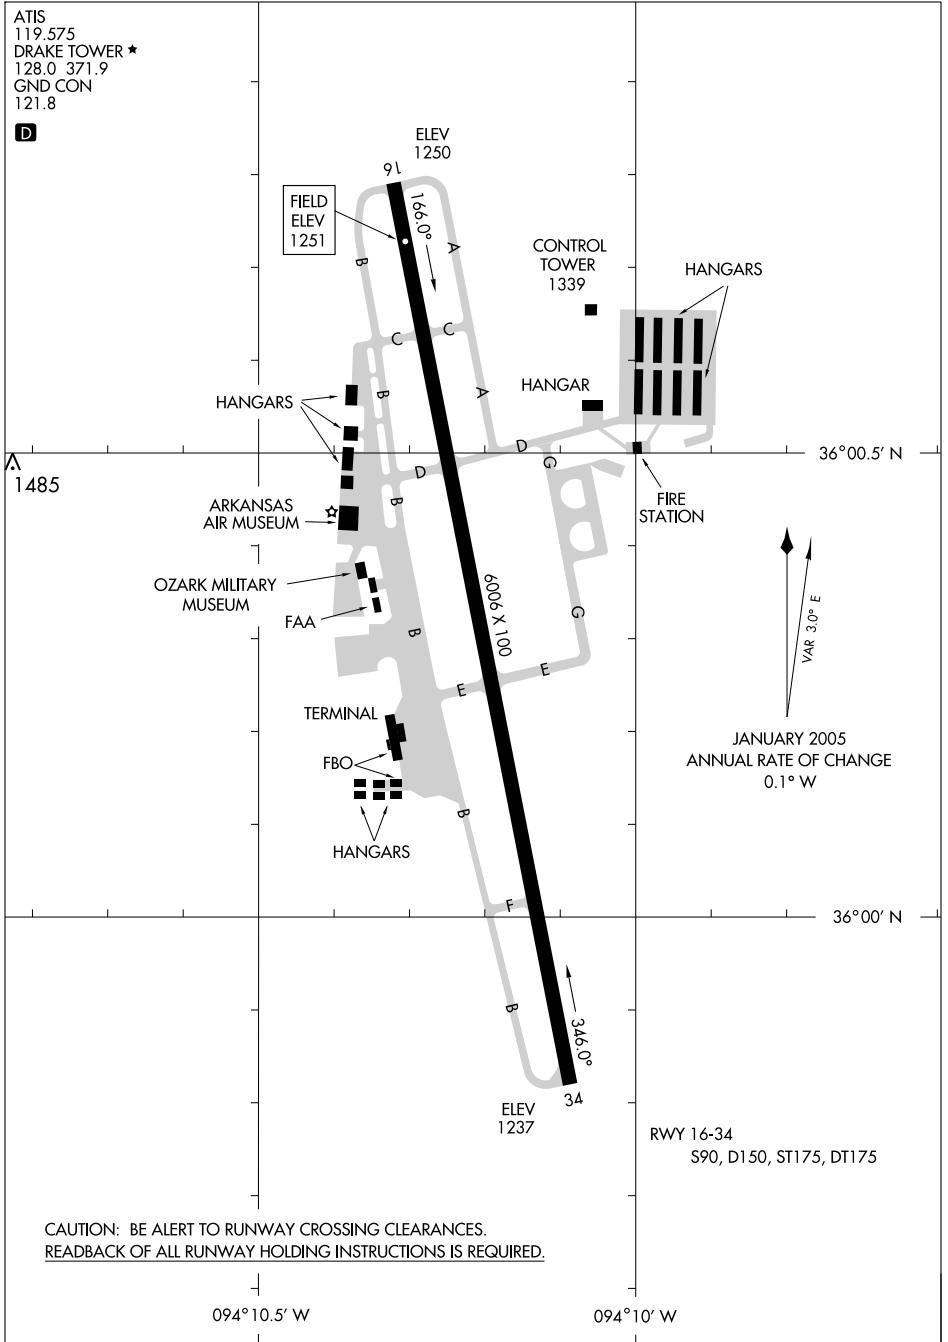 ATIS
119.575
DRAKE TOWER
128.0 371.9
GND CON
121.8
D
ELEV
1250
16
FIELD
ELEV
1251
166.0°
A
B
CONTROL
TOWER
1339
HANGARS
C
C
HANGAR
A
B
HANGARS
D
G
36°00.5' N
1485
D
B
ARKANSAS
AIR MUSEUM
FIRE
STATION
OZARK MILITARY
MUSEUM
FAA
6006 X 100
G
B
VAR 3.0° E
E
E
TERMINAL
JANUARY 2005
ANNUAL RATE OF CHANGE
0.1° W
FBO
B
HANGARS
F
36°00' N
B
346.0°
34
ELEV
1237
RWY 16-34
S90, D150, ST175, DT175
CAUTION: BE ALERT TO RUNWAY CROSSING CLEARANCES.
READBACK OF ALL RUNWAY HOLDING INSTRUCTIONS IS REQUIRED.
094°10.5' W
094°10' W